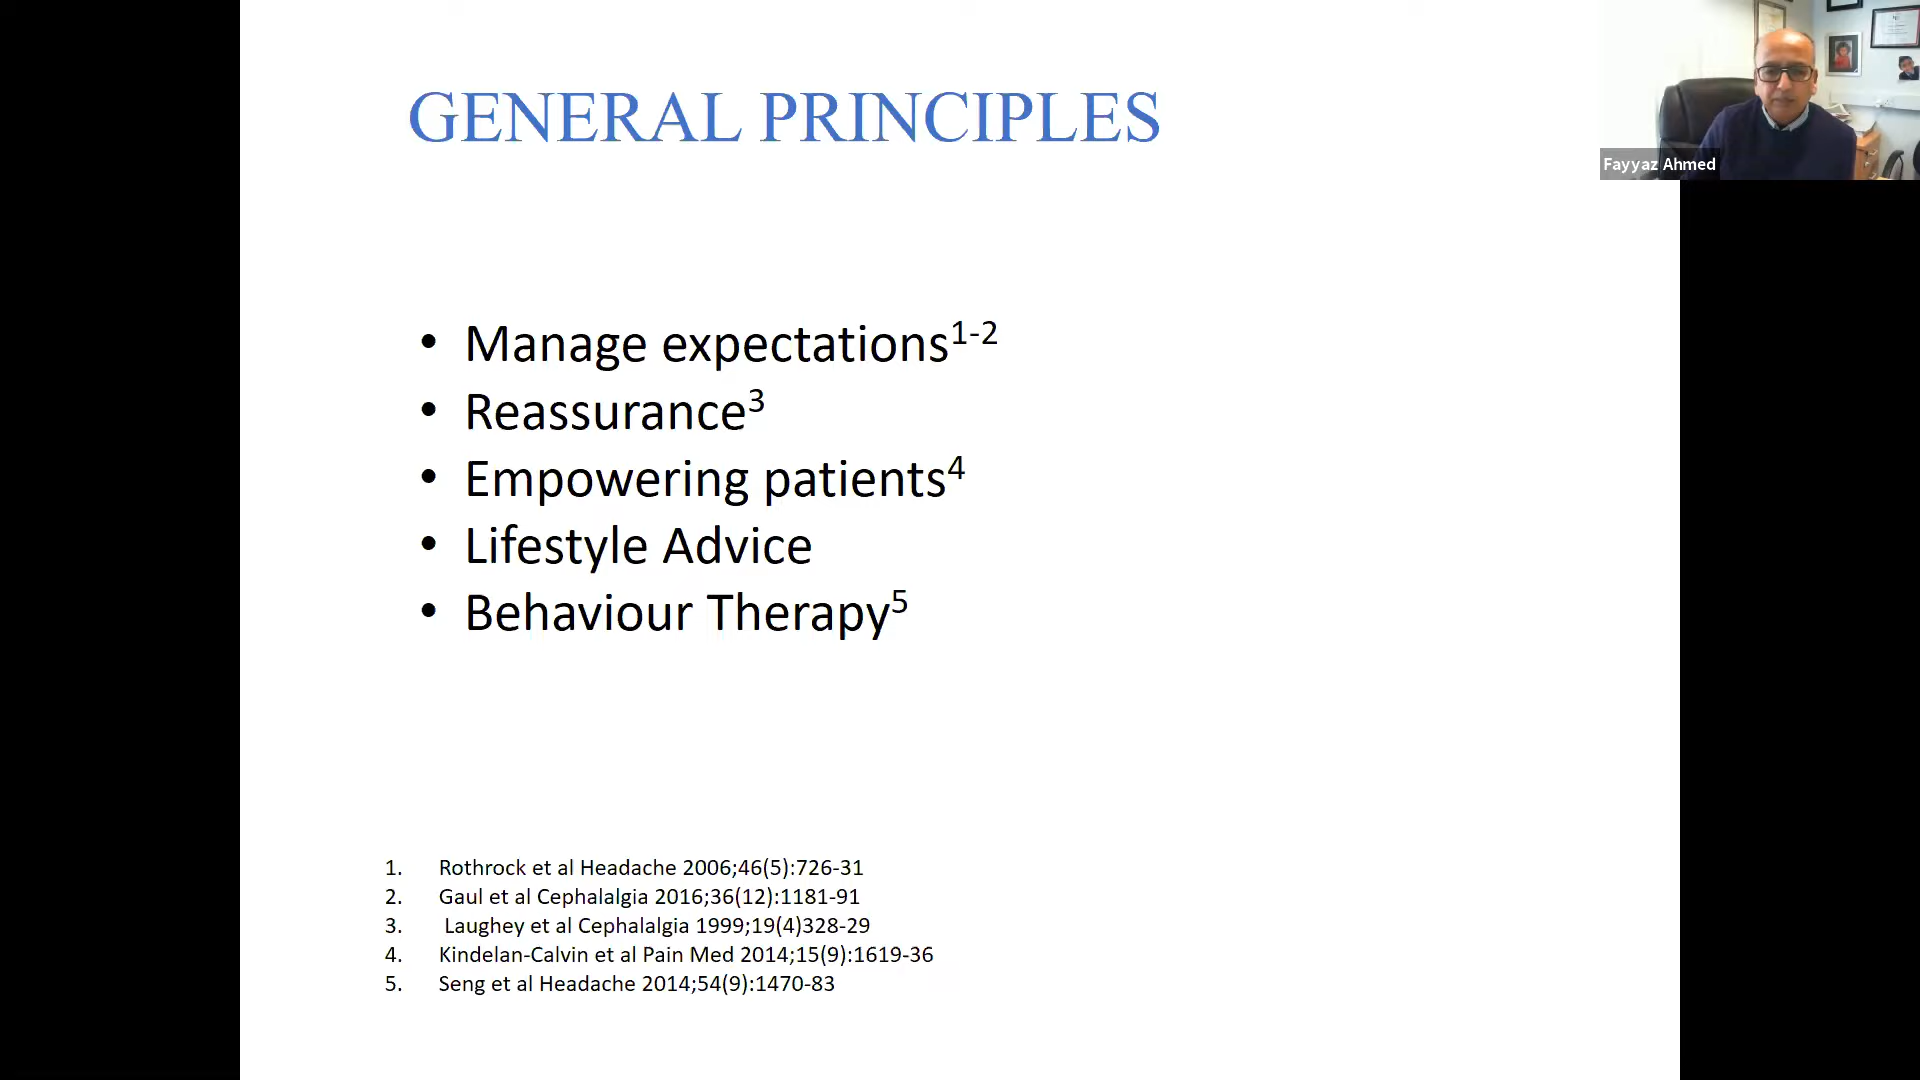 GENERAL PRINCIPLES
Fayyaz Ahmed
• Manage expectations1-2
• Reassurance3
• Empowering patients4
• Lifestyle Advice
• Behaviour Therapy5
1. Rothrock et al Headache 2006;46(5):726-31
2. Gaul et al Cephalalgia 2016;36(12):1181-91
3. Laughey et al Cephalalgia 1999;19(4)328-29
4. Kindelan-Calvin et al Pain Med 2014;15(9):1619-36
5. Seng et al Headache 2014;54(9):1470-83